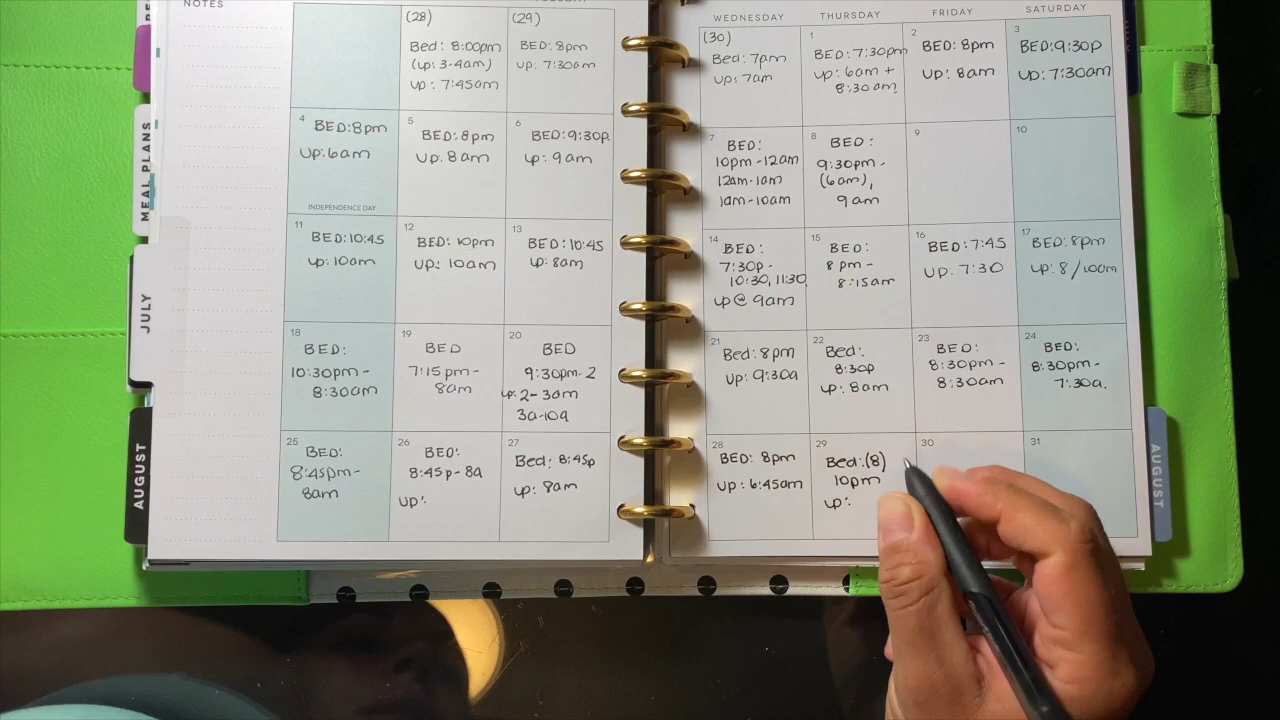 NOTES
WEDNESDAY
THURSDAY
FRIDAY
SATURDAY
MEAL PLANS
JULY
AUGUST
AUGUST
(28)
Bed: 8:00pm
(up: 3-4am)
up: 7:45am
(29)
BED: 8pm
up: 7:30am
(30)
Bed: 7pm
up: 7am
1
BED: 7:30pm
up: 6am +
8:30am
2
BED: 8pm
up: 8am
3
BED: 9:30p
up: 7:30am
4
BED: 8pm
up: 6am
INDEPENDENCE DAY
5
BED: 8pm
up: 8am
6
BED: 9:30p.
up: 9am
7
BED:
10pm-12am
12am-1am
1am-10am
8
BED:
9:30pm-
(6am),
9am
9
10
11
BED: 10:45
up: 10am
12
BED: 10pm
up: 10am
13
BED: 10:45
up: 8am
14
BED:
7:30p-
10:30, 11:30
up@ 9am
15
BED:
8pm-
8:15am
16
BED: 7:45
up: 7:30
17
BED: 8pm
up: 8/10am
18
BED:
10:30pm-
8:30am
19
BED
7:15pm-
8am
20
BED
9:30pm-2
up: 2-3am
3a-10a
21
Bed: 8pm
up: 9:30a
22
Bed:
8:30p
up: 8am
23
BED:
8:30pm-
8:30am
24
BED:
8:30pm-
7:30a.
25
BED:
8:45pm-
8am
26
BED:
8:45p-8a
up:
27
Bed: 8:45p
up: 8am
28
BED: 8pm
up: 6:45am
29
Bed: (8)
10pm
up:
30
31